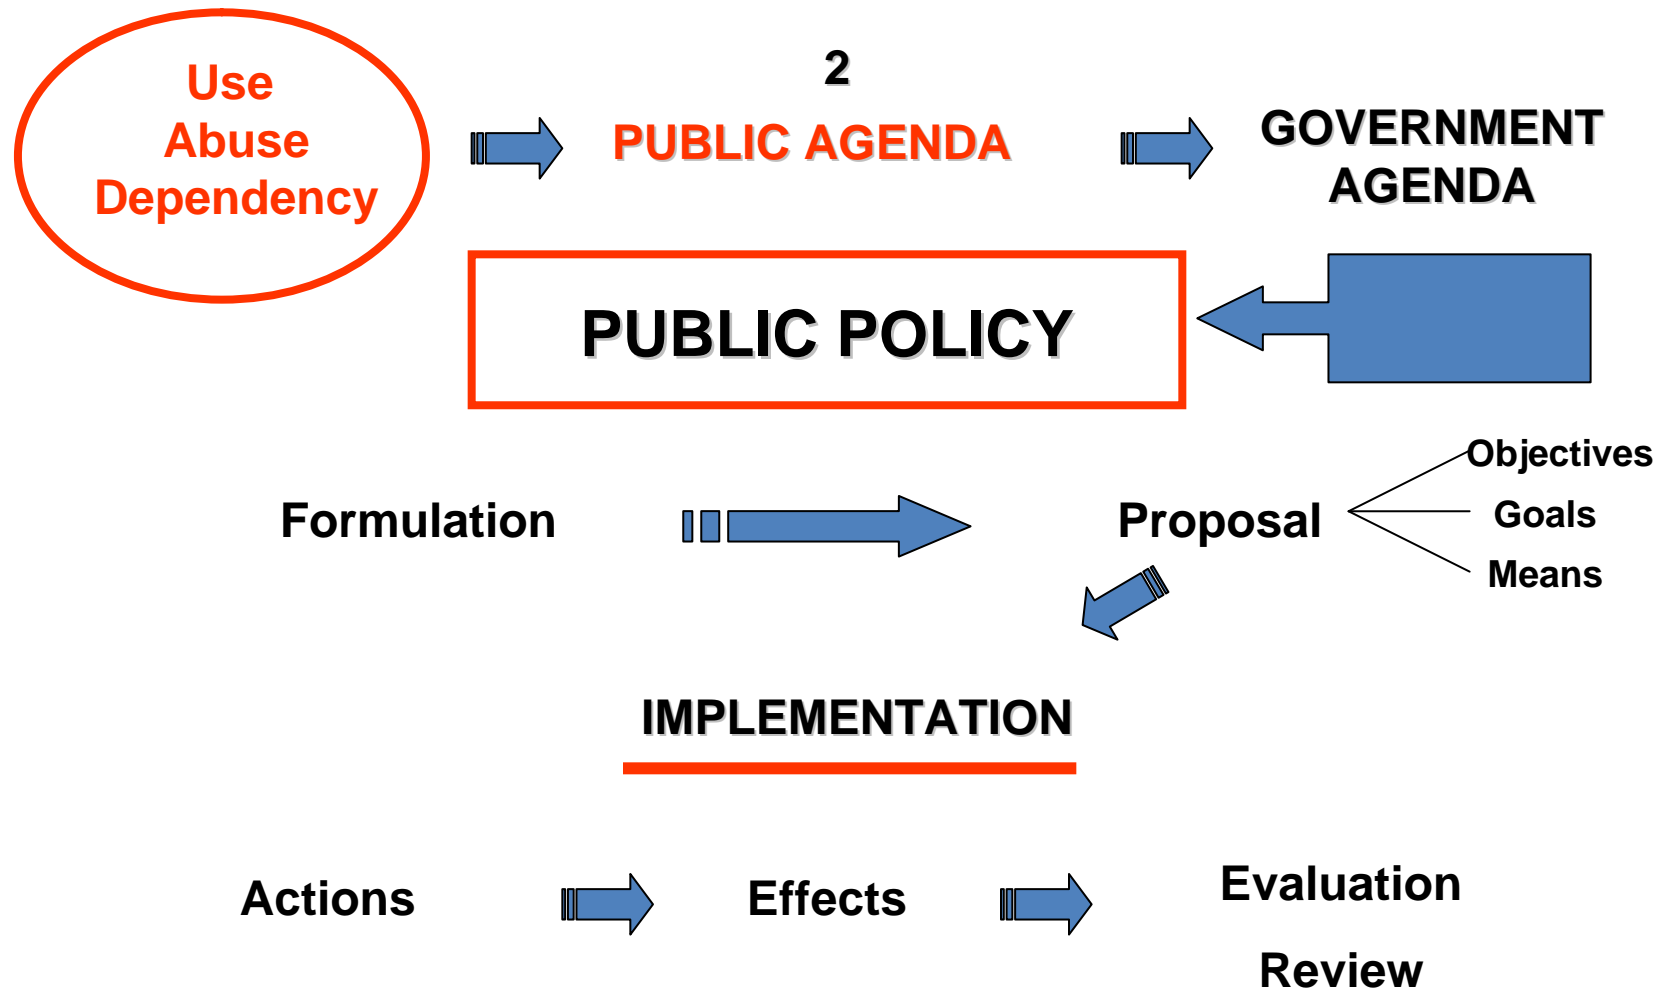 Use
Abuse
Dependency
2
PUBLIC AGENDA
GOVERNMENT
AGENDA
PUBLIC POLICY
Formulation
Proposal
Objectives
Goals
Means
IMPLEMENTATION
Actions
Effects
Evaluation
Review